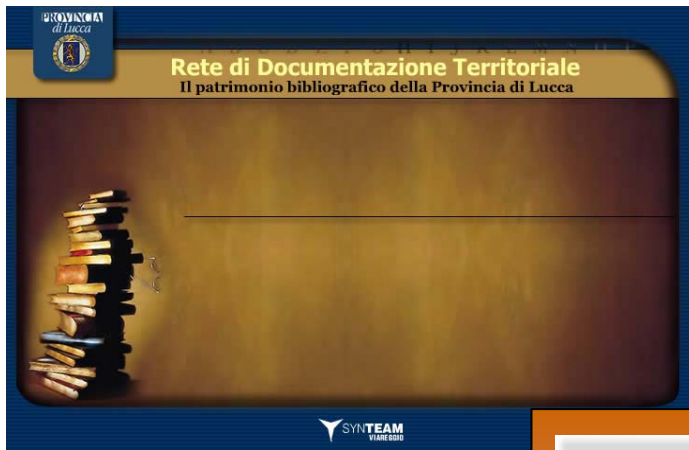 PROVINCIA
di Lucca
Rete di Documentazione Territoriale
Il patrimonio bibliografico della Provincia di Lucca
SYNTEAM
VIAREGGIO